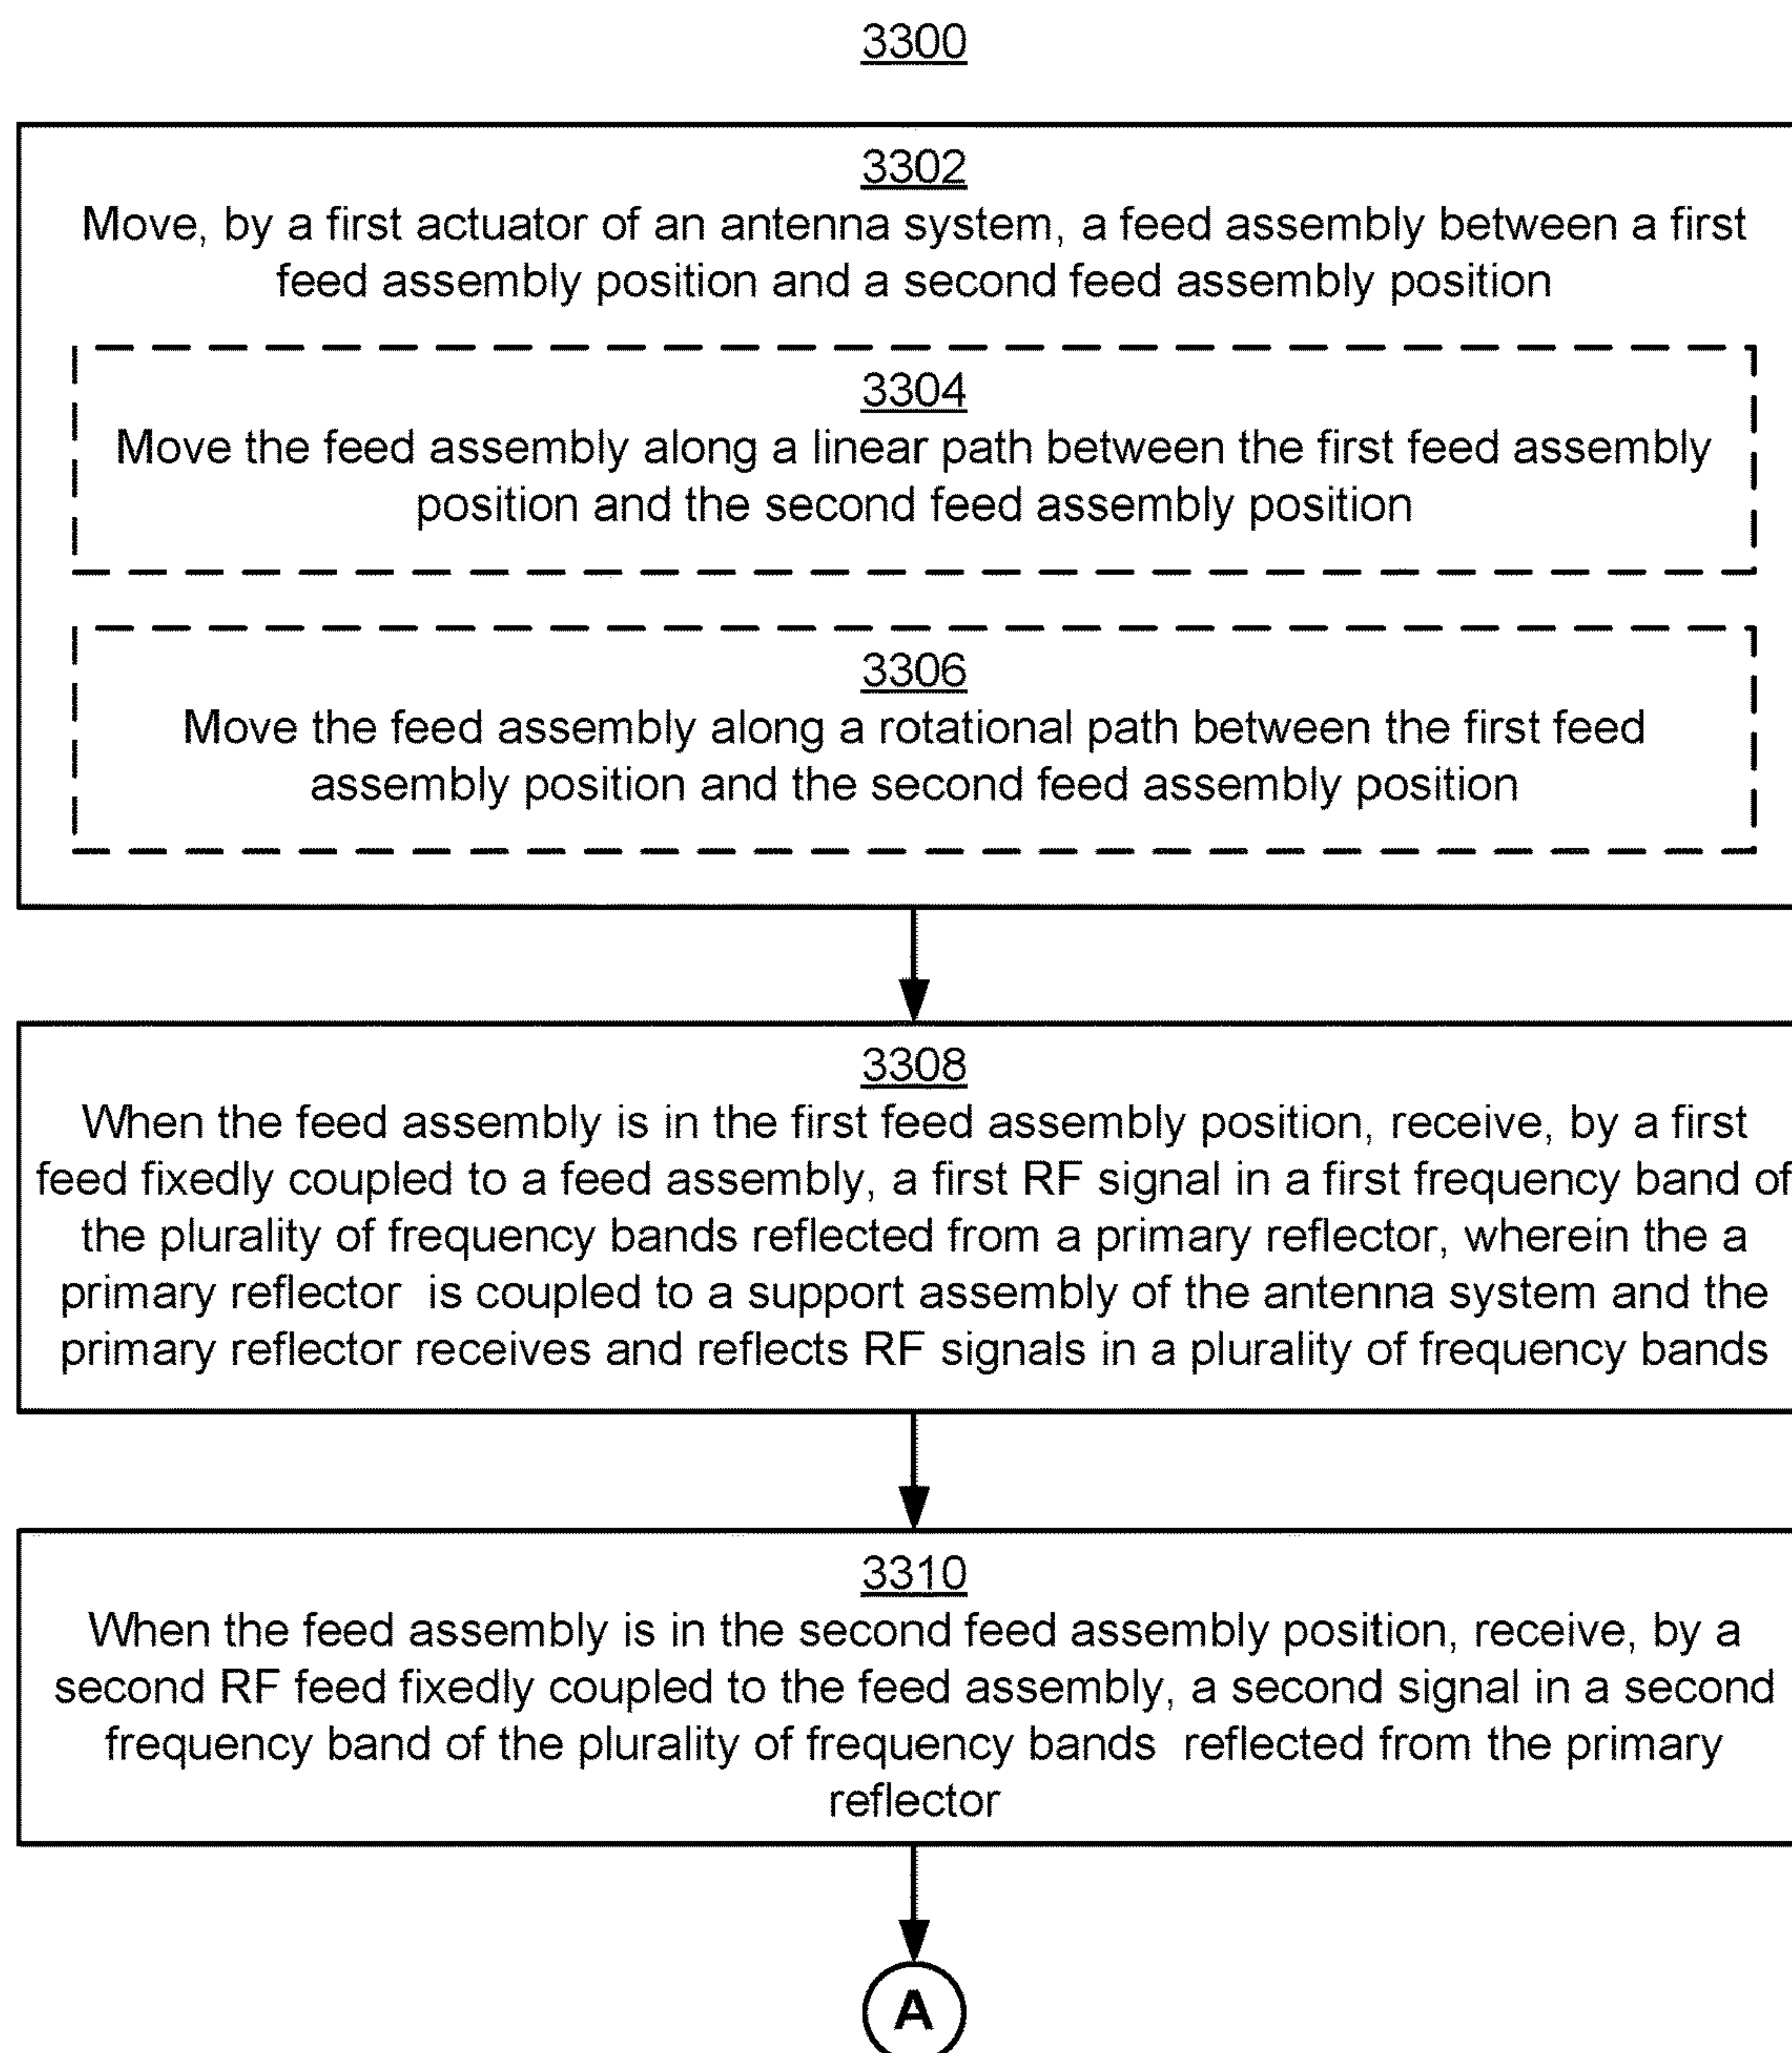 3300
3302
Move, by a first actuator of an antenna system, a feed assembly between a first
feed assembly position and a second feed assembly position
3304
Move the feed assembly along a linear path between the first feed assembly
position and the second feed assembly position
3306
Move the feed assembly along a rotational path between the first feed
assembly position and the second feed assembly position
3308
When the feed assembly is in the first feed assembly position, receive, by a first
feed fixedly coupled to a feed assembly, a first RF signal in a first frequency band of
the plurality of frequency bands reflected from a primary reflector, wherein the a
primary reflector is coupled to a support assembly of the antenna system and the
primary reflector receives and reflects RF signals in a plurality of frequency bands
3310
When the feed assembly is in the second feed assembly position, receive, by a
second RF feed fixedly coupled to the feed assembly, a second signal in a second
frequency band of the plurality of frequency bands reflected from the primary
reflector
A